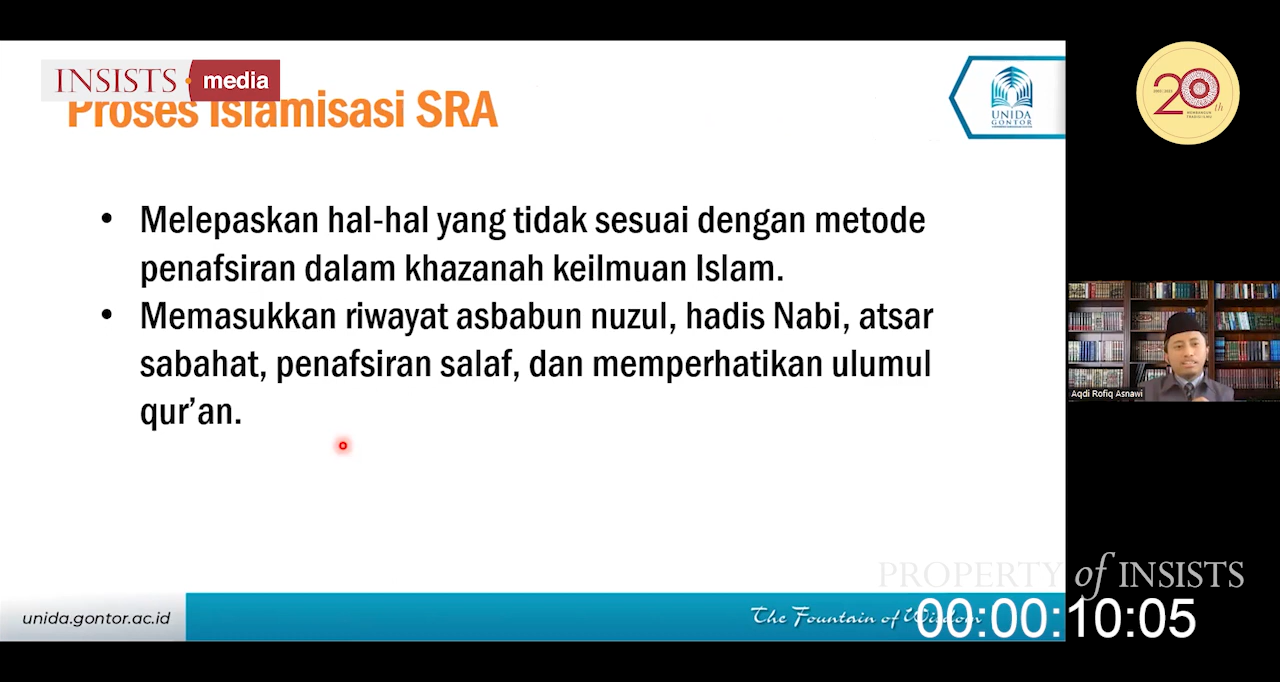 INSISTS media
Proses Islamisasi SRA
UNIDA
GONTOR
20th
• Melepaskan hal-hal yang tidak sesuai dengan metode
penafsiran dalam khazanah keilmuan Islam.
• Memasukkan riwayat asbabun nuzul, hadis Nabi, atsar
sabahat, penafsiran salaf, dan memperhatikan ulumul
qur’an.
Aqdi Rofiq Asnawi
PROPERTY of INSISTS
unida.gontor.ac.id
The Fountain of Wisdom
00:00:10:05